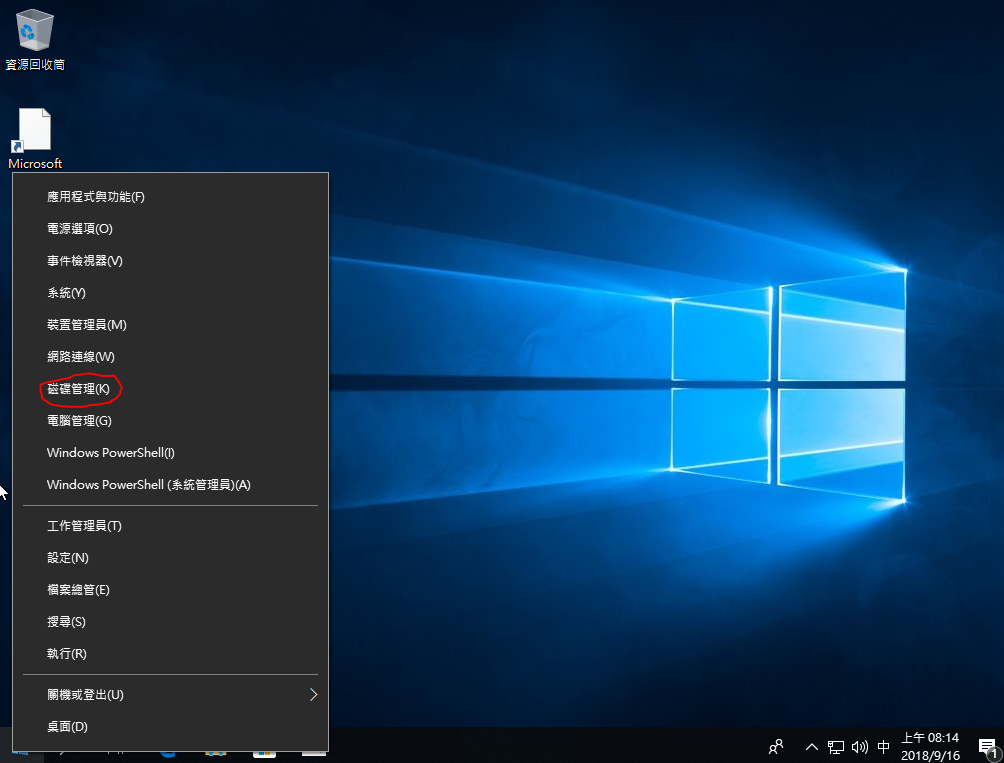 資源回收筒
Microsoft
應用程式與功能(F)
電源選項(O)
事件檢視器(V)
系統(Y)
裝置管理員(M)
網路連線(W)
磁碟管理(K)
電腦管理(G)
Windows PowerShell(I)
Windows PowerShell (系統管理員)(A)
工作管理員(T)
設定(N)
檔案總管(E)
搜尋(S)
執行(R)
關機或登出(U)
桌面(D)
中
上午 08:14
2018/9/16
1